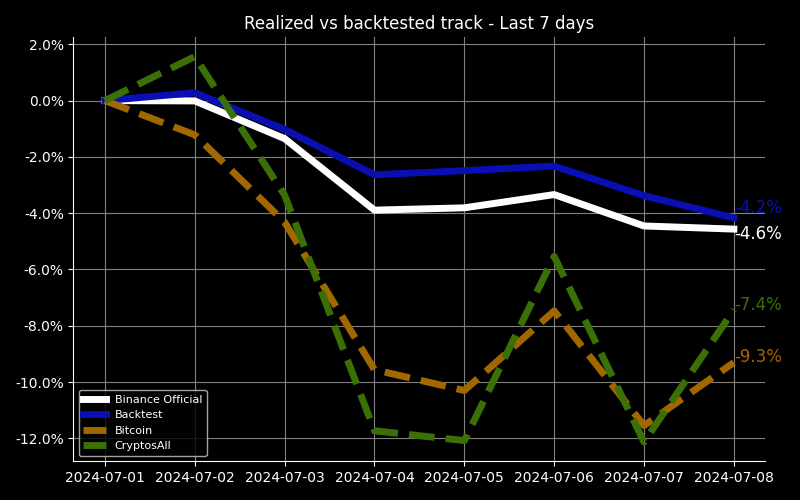 Realized vs backtested track - Last 7 days
2.0%
0.0%
-2.0%
-4.0%
-6.0%
-8.0%
-10.0%
-12.0%
-4.2%
-4.6%
-7.4%
-9.3%
Binance Official
Backtest
Bitcoin
CryptosAll
2024-07-01 2024-07-02 2024-07-03 2024-07-04 2024-07-05 2024-07-06 2024-07-07 2024-07-08